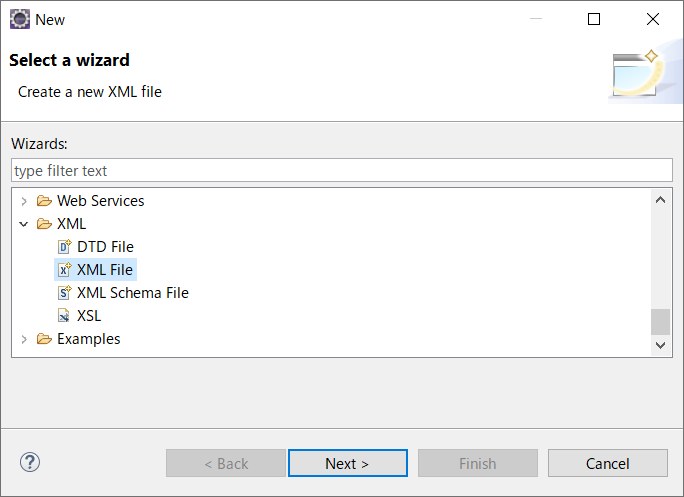 New
Select a wizard
Create a new XML file
Wizards:
type filter text
Web Services
XML
DTD File
XML File
XML Schema File
XSL
Examples
? < Back Next > Finish Cancel